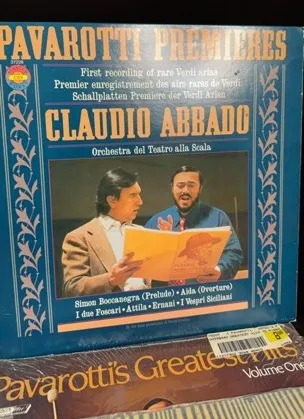 PAVAROTTI PREMIERES
37228
First recording of rare Verdi arias
Premier enregistrement des airs rares de Verdi
Schallplatten Premiere der Verdi Arien
CLAUDIO ABBADO
Orchestra del Teatro alla Scala
Simon Boccanegra (Prelude) • Aida (Overture)
I due Foscari • Attila • Ernani • I Vespri Siciliani
Pavarotti's Greatest Hits
Volume One